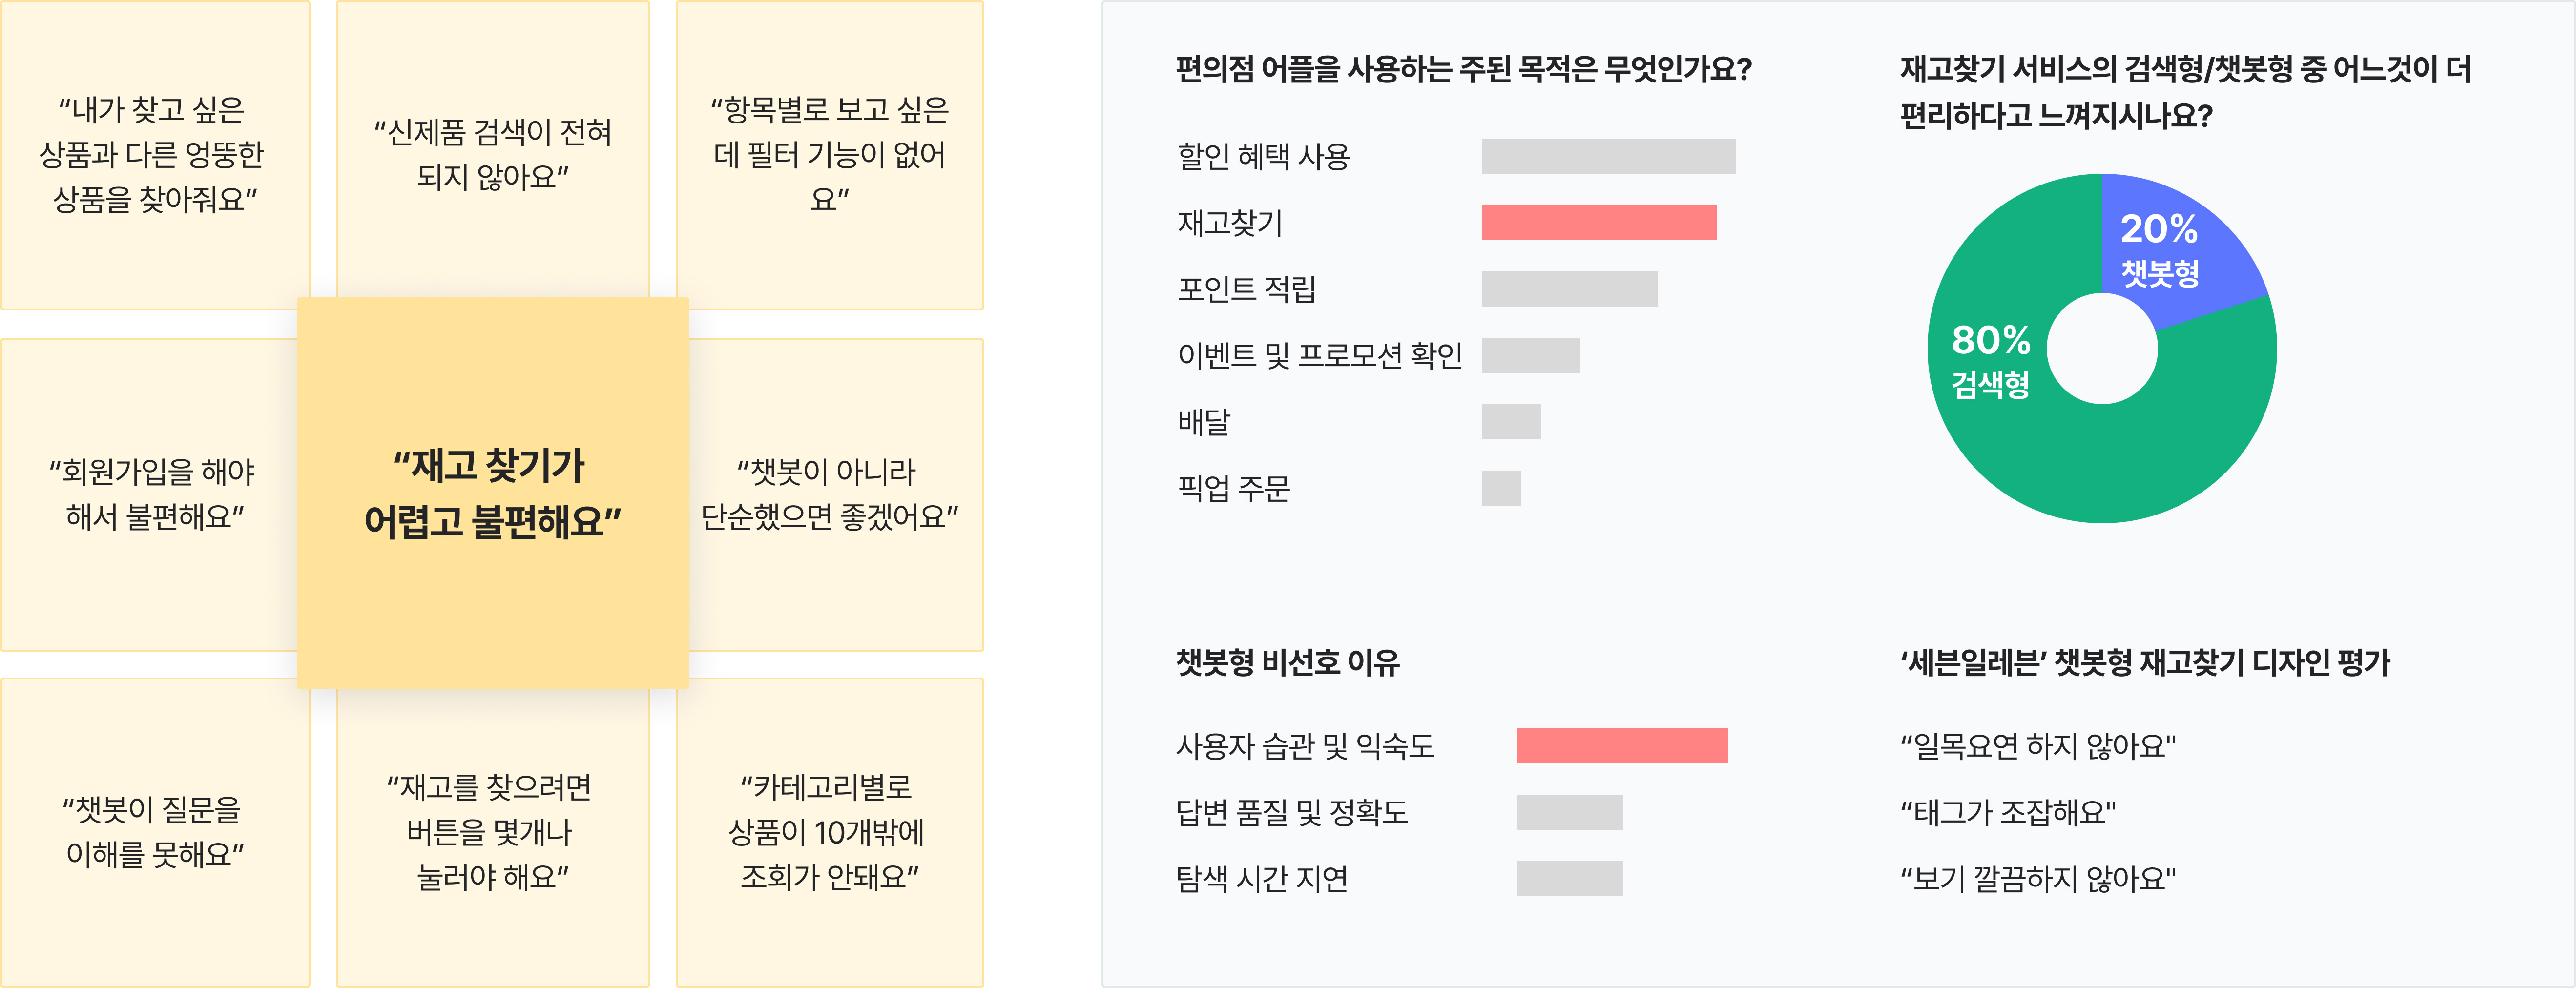 “내가 찾고 싶은
상품과 다른 엉뚱한
상품을 찾아줘요”
“신제품 검색이 전혀
되지 않아요”
“항목별로 보고 싶은
데 필터 기능이 없어
요”
“회원가입을 해야
해서 불편해요”
“재고 찾기가
어렵고 불편해요”
“챗봇이 아니라
단순했으면 좋겠어요”
“챗봇이 질문을
이해를 못해요”
“재고를 찾으려면
버튼을 몇개나
눌러야 해요”
“카테고리별로
상품이 10개밖에
조회가 안돼요”
편의점 어플을 사용하는 주된 목적은 무엇인가요?
할인 혜택 사용
재고찾기
포인트 적립
이벤트 및 프로모션 확인
배달
픽업 주문
재고찾기 서비스의 검색형/챗봇형 중 어느것이 더
편리하다고 느껴지시나요?
20%
챗봇형
80%
검색형
챗봇형 비선호 이유
사용자 습관 및 익숙도
답변 품질 및 정확도
탐색 시간 지연
‘세븐일레븐’ 챗봇형 재고찾기 디자인 평가
“일목요연 하지 않아요"
“태그가 조잡해요"
“보기 깔끔하지 않아요"